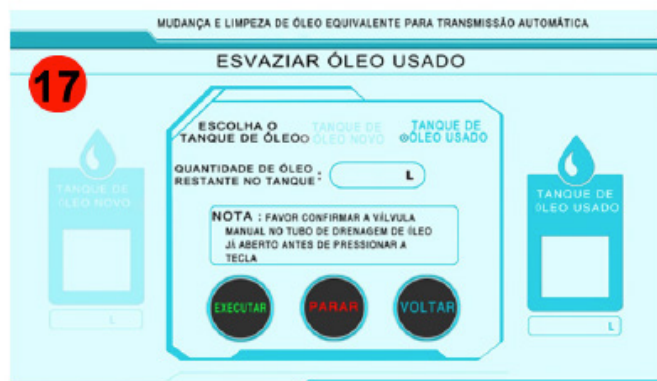 MUDANÇA E LIMPEZA DE ÓLEO EQUIVALENTE PARA TRANSMISSÃO AUTOMÁTICA
ESVAZIAR ÓLEO USADO
17
ESCOLHA O
TANQUE DE ÓLEO
TANQUE DE
ÓLEO NOVO
TANQUE DE
ÓLEO USADO
QUANTIDADE DE ÓLEO
RESTANTE NO TANQUE :
L
NOTA : FAVOR CONFIRMAR A VÁLVULA
MANUAL NO TUBO DE DRENAGEM DE ÓLEO
JÁ ABERTO ANTES DE PRESSIONAR A
TECLA
EXECUTAR
PARAR
VOLTAR
TANQUE DE
ÓLEO NOVO
L
TANQUE DE
ÓLEO USADO
L